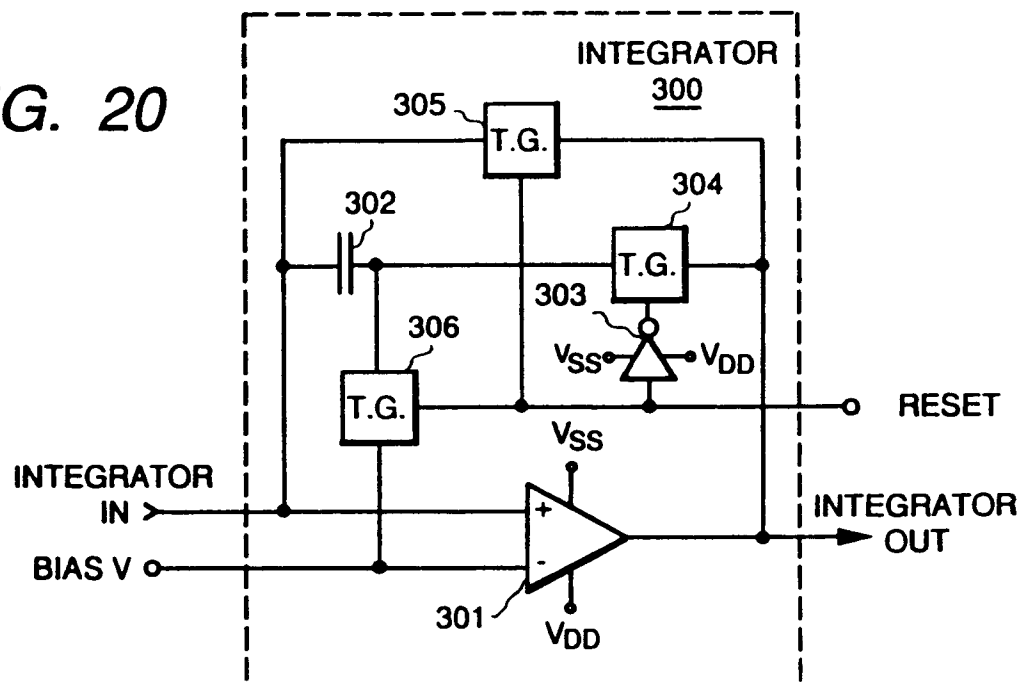 G. 20
INTEGRATOR
300
305
T.G.
302
304
T.G.
303
VSS
VDD
306
T.G.
RESET
VSS
INTEGRATOR
IN
+
INTEGRATOR
OUT
BIAS V
-
301
VDD